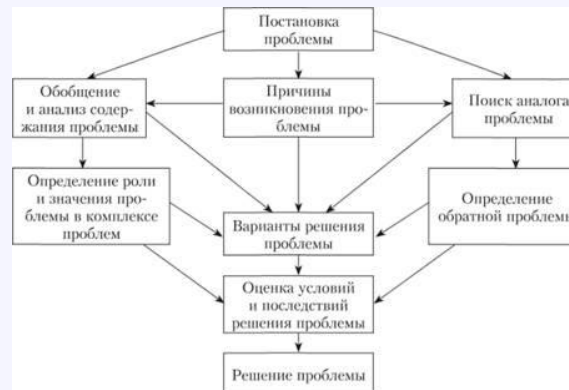 Постановка
проблемы
Обобщение
и анализ содер-
жания проблемы
Причины
возникновения про-
блемы
Поиск аналога
проблемы
Определение роли
и значения про-
блемы в комплексе
проблем
Варианты решения
проблемы
Определение
обратной проблемы
Оценка условий
и последствий
решения проблемы
Решение проблемы